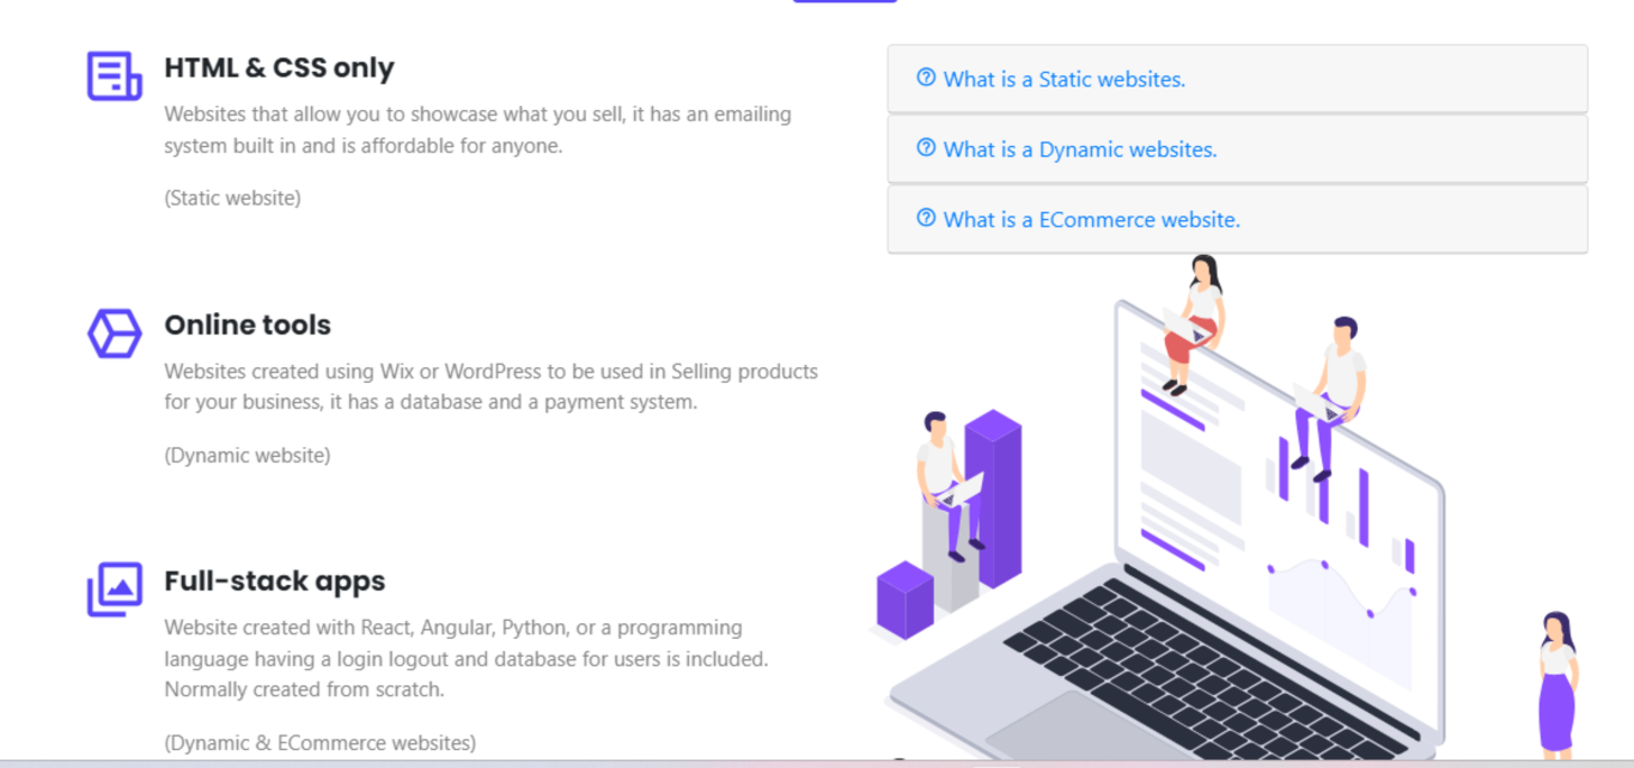 HTML & CSS only
Websites that allow you to showcase what you sell, it has an emailing
system built in and is affordable for anyone.
(Static website)
Online tools
Websites created using Wix or WordPress to be used in Selling products
for your business, it has a database and a payment system.
(Dynamic website)
Full-stack apps
Website created with React, Angular, Python, or a programming
language having a login logout and database for users is included.
Normally created from scratch.
(Dynamic & ECommerce websites)
What is a Static websites.
What is a Dynamic websites.
What is a ECommerce website.